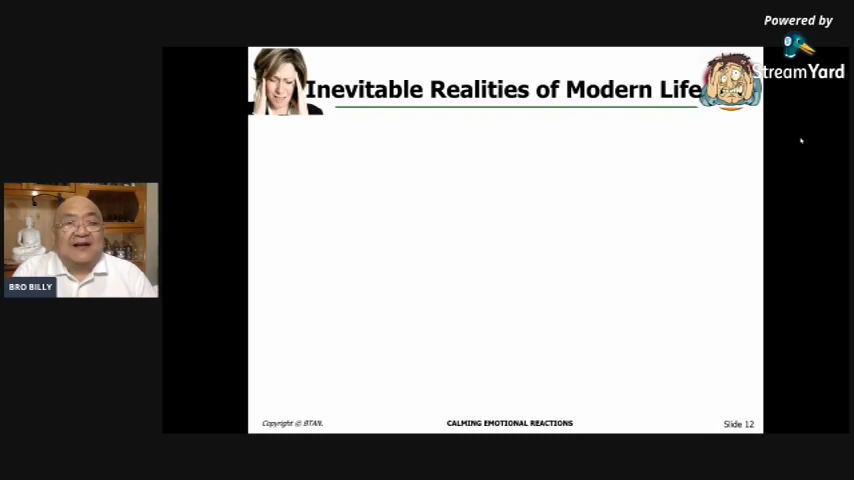 Powered by
StreamYard
Inevitable Realities of Modern Life
BRO BILLY
Copyright © BTAN.
CALMING EMOTIONAL REACTIONS
Slide 12